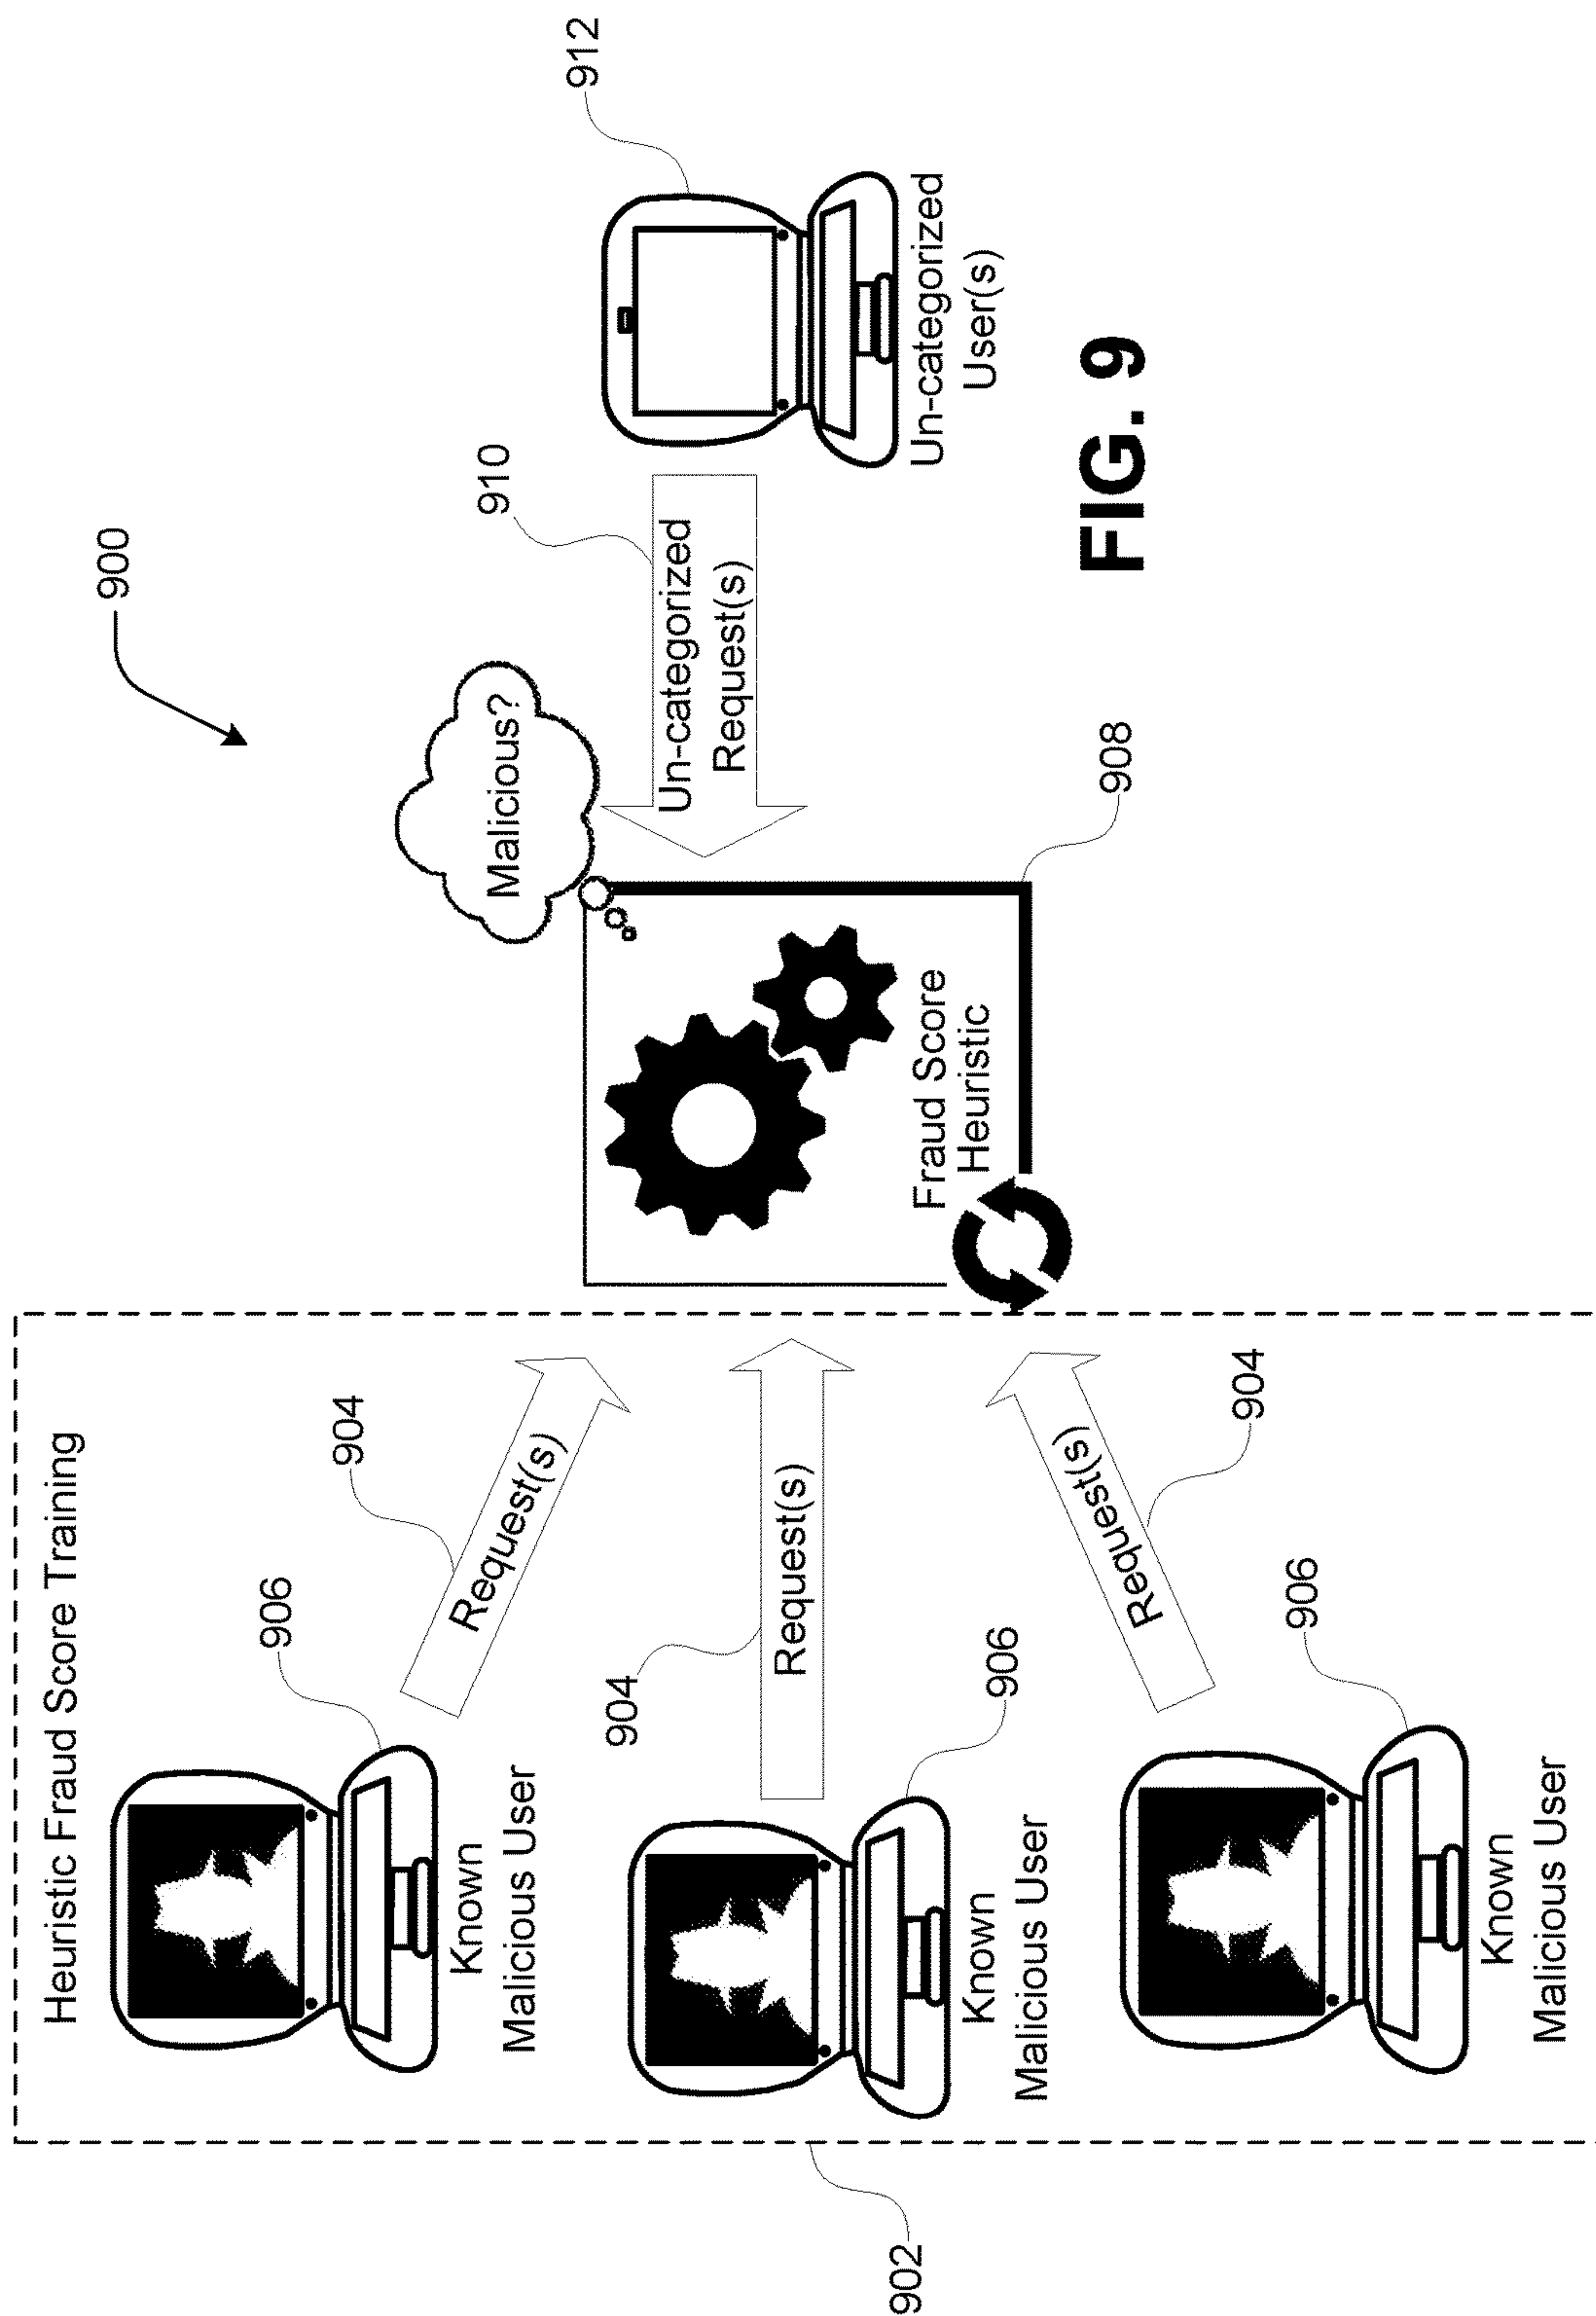 900
Heuristic Fraud Score Training
902
906
Known
Malicious User
904
Request(s)
906
Known
Malicious User
904
Request(s)
906
Known
Malicious User
904
Request(s)
Malicious?
Fraud Score
Heuristic
908
910
Un-categorized
Request(s)
912
Un-categorized
User(s)
FIG. 9